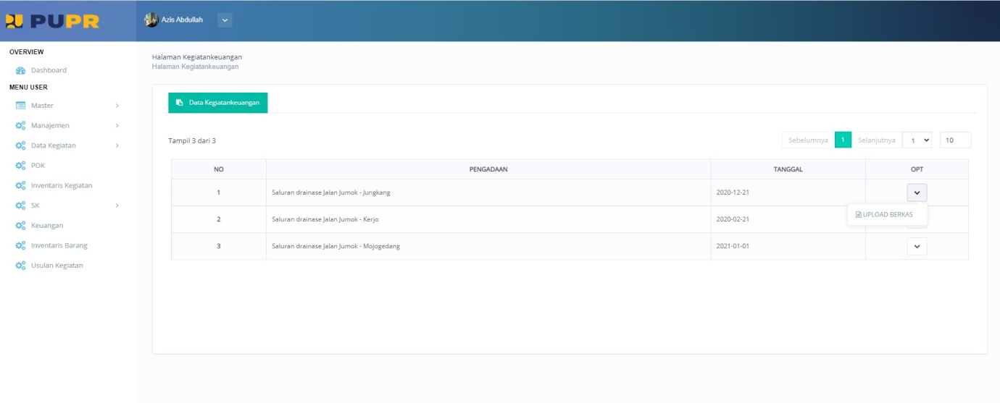 PUPR
Azis Abdullah
OVERVIEW
Dashboard
MENU USER
Master
Manajemen
Data Kegiatan
POK
Inventaris Kegiatan
SK
Keuangan
Inventaris Barang
Usulan Kegiatan
Halaman Kegiatankeuangan
Halaman Kegiatankeuangan
Data Kegiatankeuangan
Tampil 3 dari 3
Sebelumnya 1 Selanjutnya 1 10
NO PENGADAAN TANGGAL OPT
1 Saluran drainase Jalan Jumok - Jungkang 2020-12-21
UPLOAD BERKAS
2 Saluran drainase Jalan Jumok - Kerjo 2020-02-21
3 Saluran drainase Jalan Jumok - Mojogedang 2021-01-01